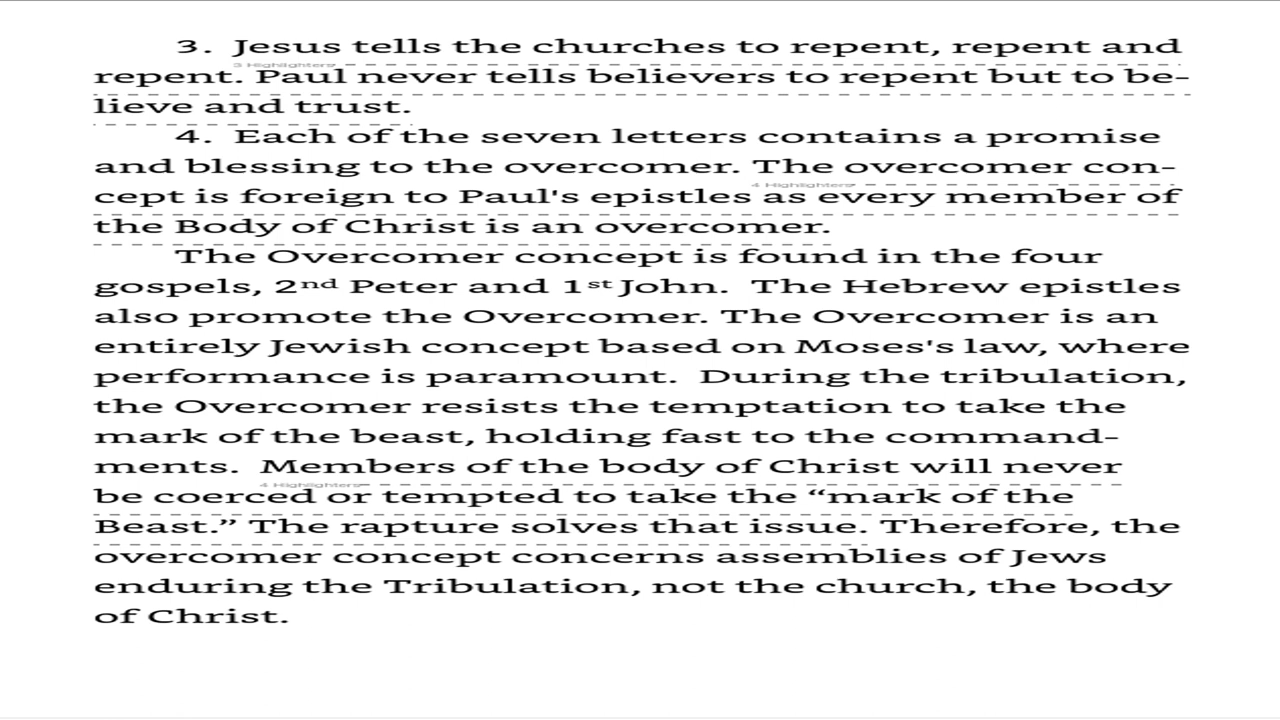 3. Jesus tells the churches to repent, repent and
3 Highlighters
repent. Paul never tells believers to repent but to be-
lieve and trust.
4. Each of the seven letters contains a promise
and blessing to the overcomer. The overcomer con-
4 Highlighters
cept is foreign to Paul's epistles as every member of
the Body of Christ is an overcomer.
The Overcomer concept is found in the four
gospels, 2nd Peter and 1st John. The Hebrew epistles
also promote the Overcomer. The Overcomer is an
entirely Jewish concept based on Moses's law, where
performance is paramount. During the tribulation,
the Overcomer resists the temptation to take the
mark of the beast, holding fast to the command-
ments. Members of the body of Christ will never
4 Highlighters
be coerced or tempted to take the “mark of the
Beast.” The rapture solves that issue. Therefore, the
overcomer concept concerns assemblies of Jews
enduring the Tribulation, not the church, the body
of Christ.